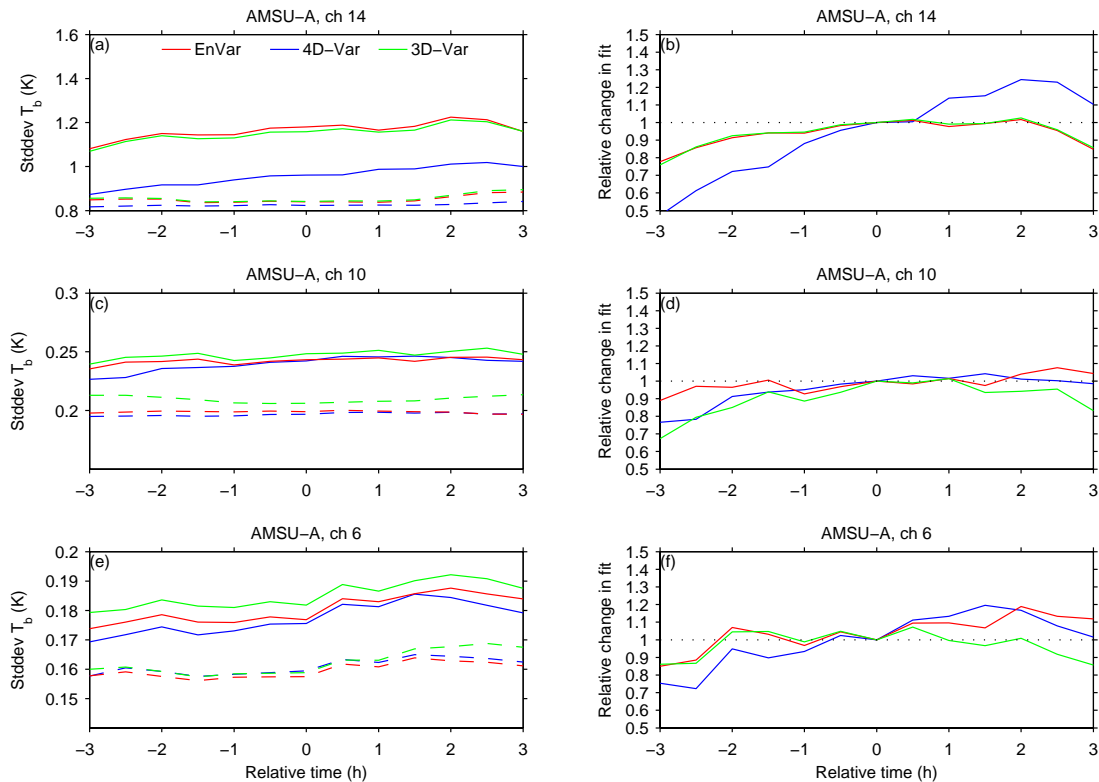 AMSU−A, ch 14
(a)
EnVar 4D−Var 3D−Var
Stddev T_b (K)
1.6
1.4
1.2
1
0.8
−3 −2 −1 0 1 2 3
AMSU−A, ch 14
(b)
Relative change in fit
1.5
1.4
1.3
1.2
1.1
1
0.9
0.8
0.7
0.6
0.5
−3 −2 −1 0 1 2 3
AMSU−A, ch 10
(c)
Stddev T_b (K)
0.3
0.25
0.2
−3 −2 −1 0 1 2 3
AMSU−A, ch 10
(d)
Relative change in fit
1.5
1.4
1.3
1.2
1.1
1
0.9
0.8
0.7
0.6
0.5
−3 −2 −1 0 1 2 3
AMSU−A, ch 6
(e)
Stddev T_b (K)
0.2
0.19
0.18
0.17
0.16
0.15
−3 −2 −1 0 1 2 3
Relative time (h)
AMSU−A, ch 6
(f)
Relative change in fit
1.5
1.4
1.3
1.2
1.1
1
0.9
0.8
0.7
0.6
0.5
−3 −2 −1 0 1 2 3
Relative time (h)